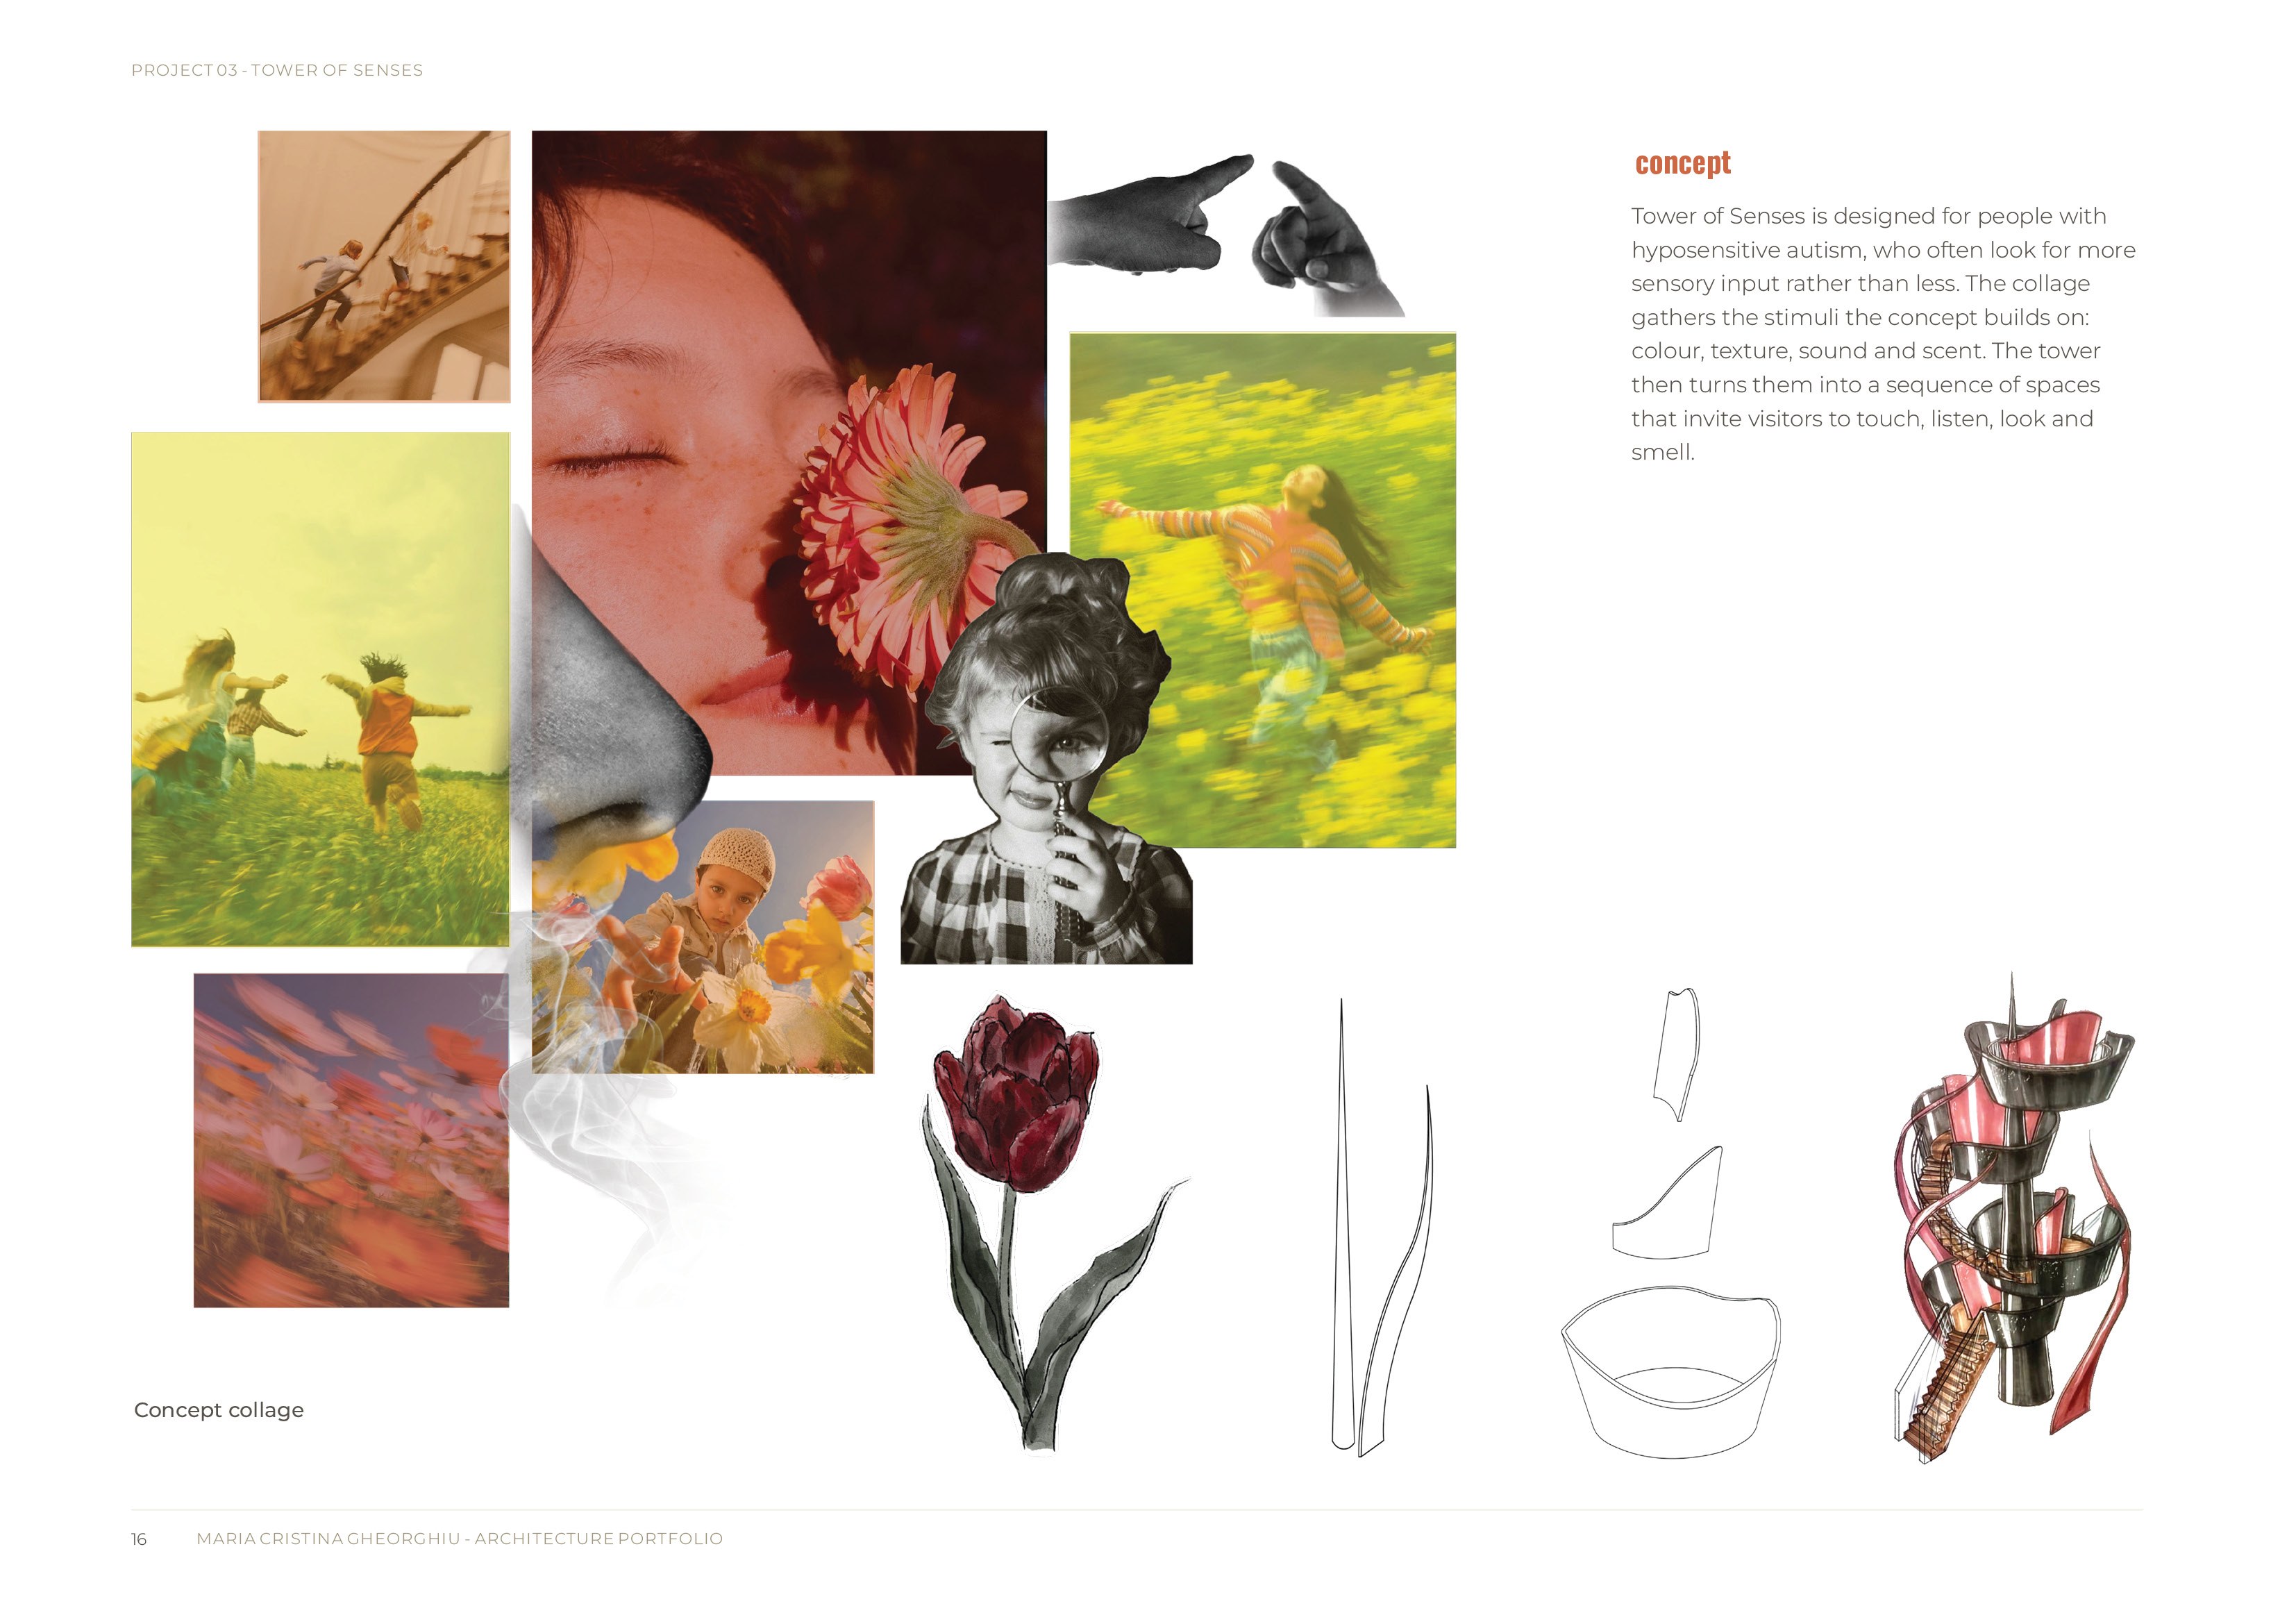 PROJECT 03 - TOWER OF SENSES
concept
Tower of Senses is designed for people with
hyposensitive autism, who often look for more
sensory input rather than less. The collage
gathers the stimuli the concept builds on:
colour, texture, sound and scent. The tower
then turns them into a sequence of spaces
that invite visitors to touch, listen, look and
smell.
Concept collage
16 MARIA CRISTINA GHEORGHIU - ARCHITECTURE PORTFOLIO